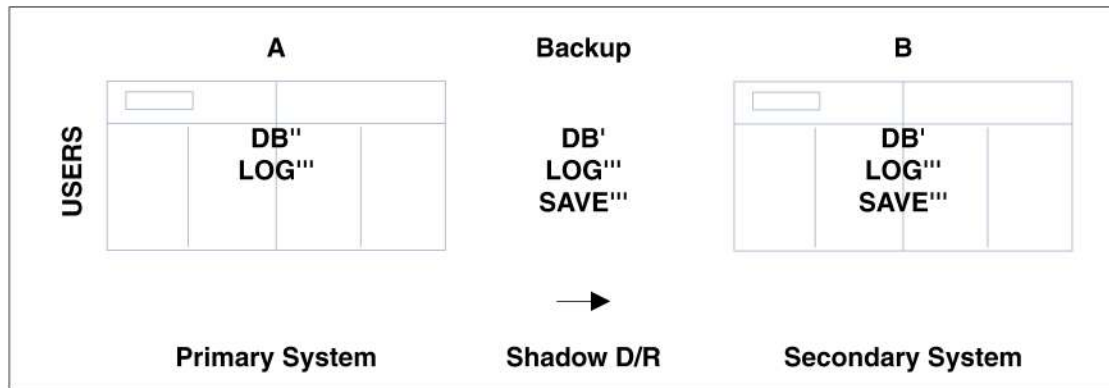 A Backup B
USERS
DB'' DB' DB'
LOG''' LOG''' LOG'''
SAVE''' SAVE'''
Primary System Shadow D/R Secondary System